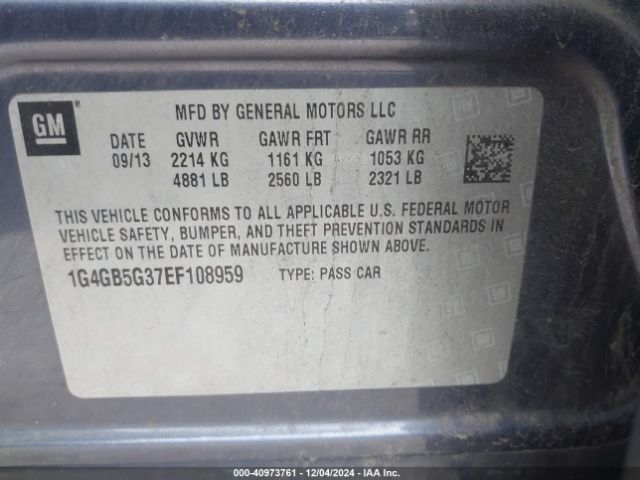 GM ®
MFD BY GENERAL MOTORS LLC
DATE GVWR GAWR FRT GAWR RR
09/13 2214 KG 1161 KG 1053 KG
4881 LB 2560 LB 2321 LB
THIS VEHICLE CONFORMS TO ALL APPLICABLE U.S. FEDERAL MOTOR
VEHICLE SAFETY, BUMPER, AND THEFT PREVENTION STANDARDS IN
EFFECT ON THE DATE OF MANUFACTURE SHOWN ABOVE.
1G4GB5G37EF108959 TYPE: PASS CAR
000-40973761 - 12/04/2024 - IAA Inc.